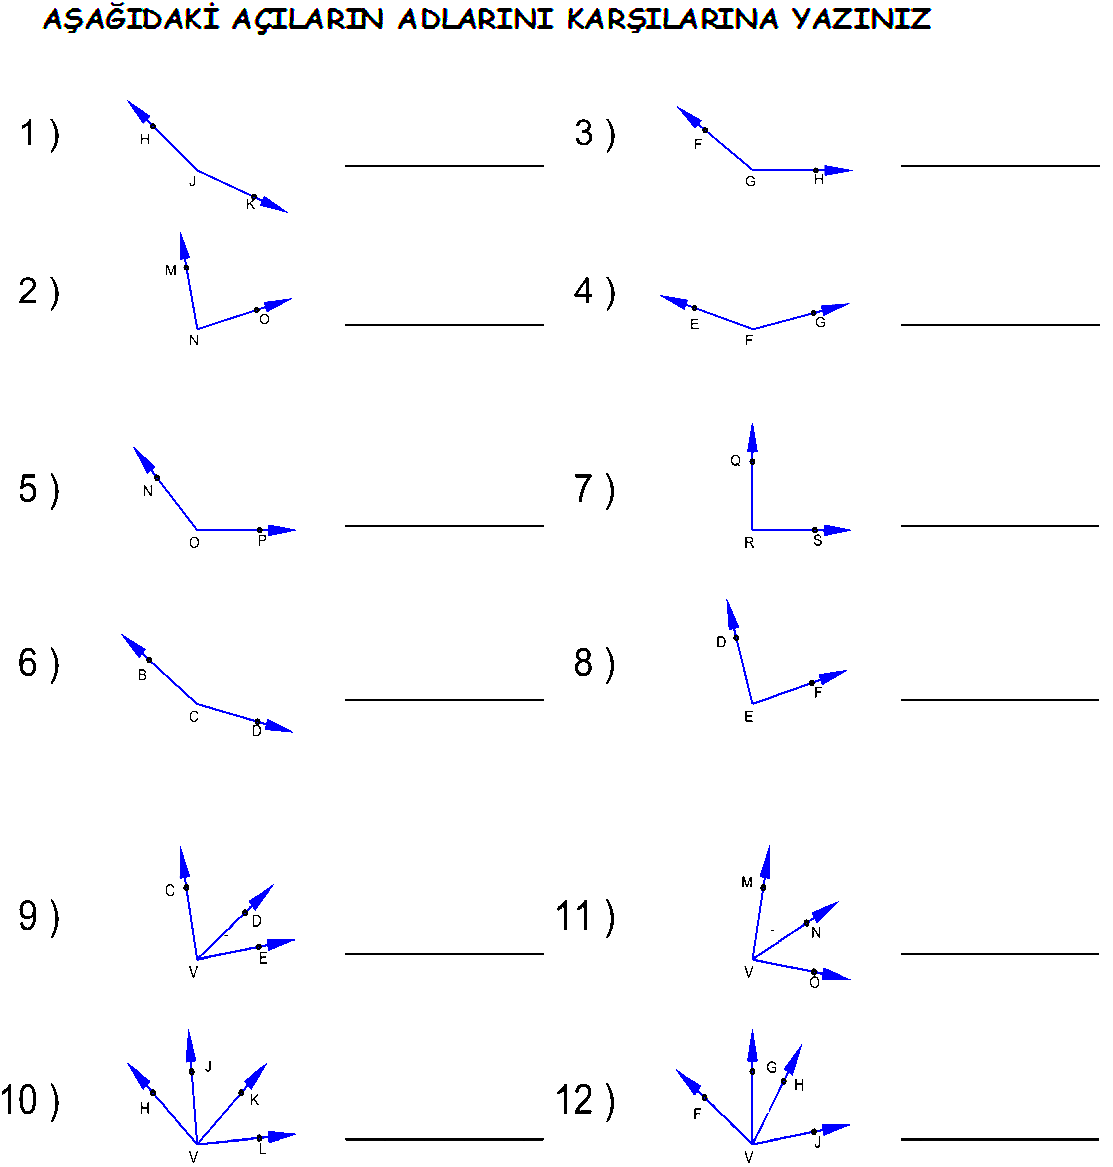 AŞAĞIDAKİ AÇILARIN ADLARINI KARŞILARINA YAZINIZ
1 ) H J K
3 ) F G H
2 ) M N O
4 ) E F G
5 ) N O P
7 ) Q R S
6 ) B C D
8 ) D E F
9 ) C D E V
11 ) M N V O
10 ) J H K V L
12 ) G H F J V